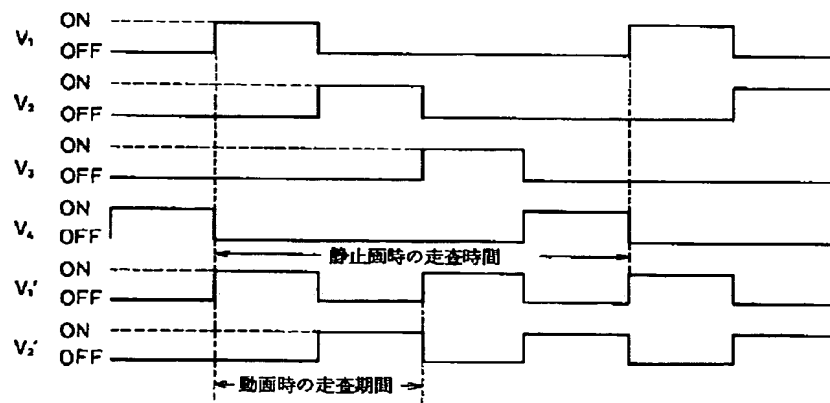 V₁ ON
OFF
V₂ ON
OFF
V₃ ON
OFF
V₄ ON
OFF
静止画時の走査時間
V₁′ ON
OFF
V₂′ ON
OFF
動画時の走査期間